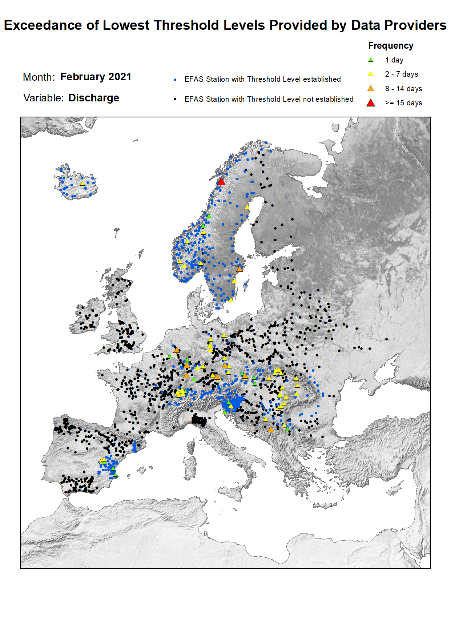 Exceedance of Lowest Threshold Levels Provided by Data Providers
Frequency
1 day
Month: February 2021
EFAS Station with Threshold Level established
2 - 7 days
8 - 14 days
Variable: Discharge
EFAS Station with Threshold Level not established
>= 15 days